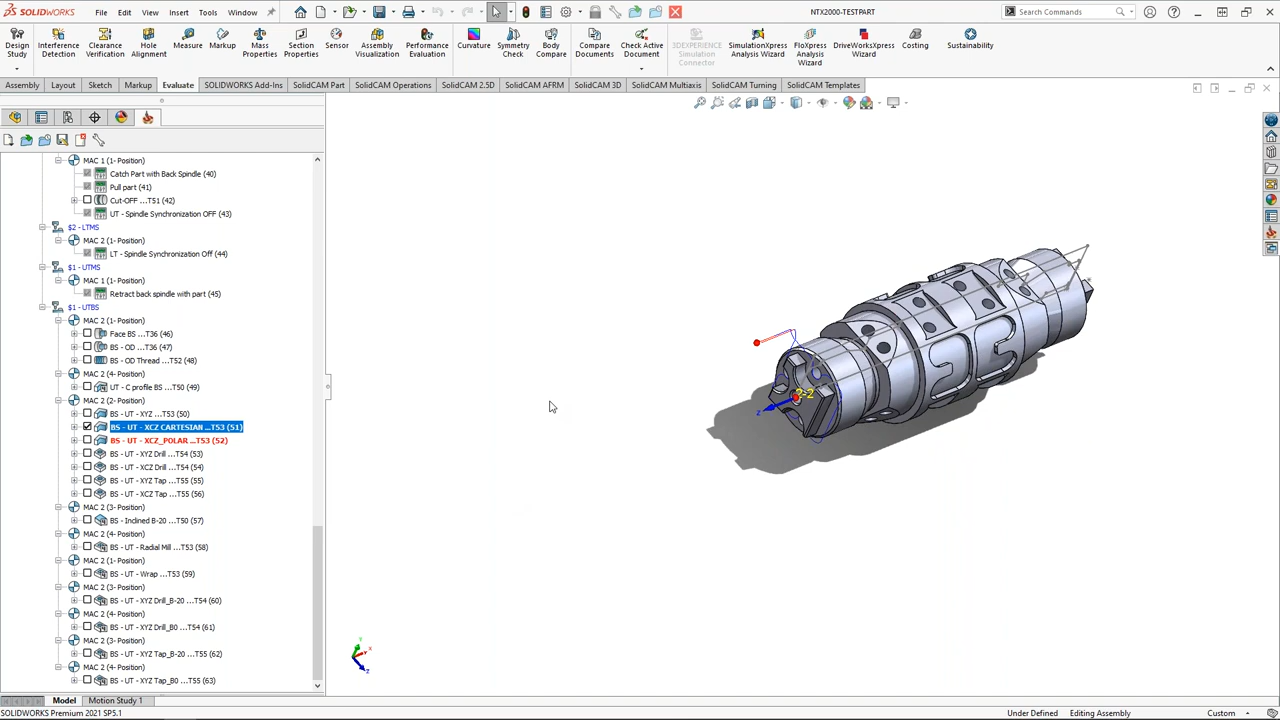 SOLIDWORKS File Edit View Insert Tools Window NTX2000-TESTPART Search Commands
Design Study Interference Detection Clearance Verification Hole Alignment Measure Markup Mass Properties Section Properties Sensor Assembly Visualization Performance Evaluation Curvature Symmetry Check Body Compare Compare Documents Check Active Document 3DEXPERIENCE Simulation Connector SimulationXpress Analysis Wizard FloXpress Analysis Wizard DriveWorksXpress Wizard Costing Sustainability
Assembly Layout Sketch Markup Evaluate SOLIDWORKS Add-Ins SolidCAM Part SolidCAM Operations SolidCAM 2.5D SolidCAM AFRM SolidCAM 3D SolidCAM Multiaxis SolidCAM Turning SolidCAM Templates
MAC 1 (1- Position)
Catch Part with Back Spindle (40)
Pull part (41)
Cut-OFF ...T51 (42)
UT - Spindle Synchronization OFF (43)
$2 - LTMS
MAC 2 (1- Position)
LT - Spindle Synchronization Off (44)
$1 - UTMS
MAC 1 (1- Position)
Retract back spindle with part (45)
$1 - UTBS
MAC 2 (1- Position)
Face BS ...T36 (46)
BS - OD ...T36 (47)
BS - OD Thread ...T52 (48)
MAC 2 (4- Position)
UT - C profile BS ...T50 (49)
MAC 2 (2- Position)
BS - UT - XYZ ...T53 (50)
BS - UT - XCZ CARTESIAN ...T53 (51)
BS - UT - XCZ_POLAR ...T53 (52)
BS - UT - XYZ Drill ...T54 (53)
BS - UT - XCZ Drill ...T54 (54)
BS - UT - XYZ Tap ...T55 (55)
BS - UT - XCZ Tap ...T55 (56)
MAC 2 (3- Position)
BS - Inclined B-20 ...T50 (57)
MAC 2 (4- Position)
BS - UT - Radial Mill ...T53 (58)
MAC 2 (1- Position)
BS - UT - Wrap ...T53 (59)
MAC 2 (3- Position)
BS - UT - XYZ Drill_B-20 ...T54 (60)
MAC 2 (4- Position)
BS - UT - XYZ Drill_B0 ...T54 (61)
MAC 2 (3- Position)
BS - UT - XYZ Tap_B-20 ...T55 (62)
MAC 2 (4- Position)
BS - UT - XYZ Tap_B0 ...T55 (63)
2-2
z
Y
X
Z
Model Motion Study 1
SOLIDWORKS Premium 2021 SP5.1 Under Defined Editing Assembly Custom